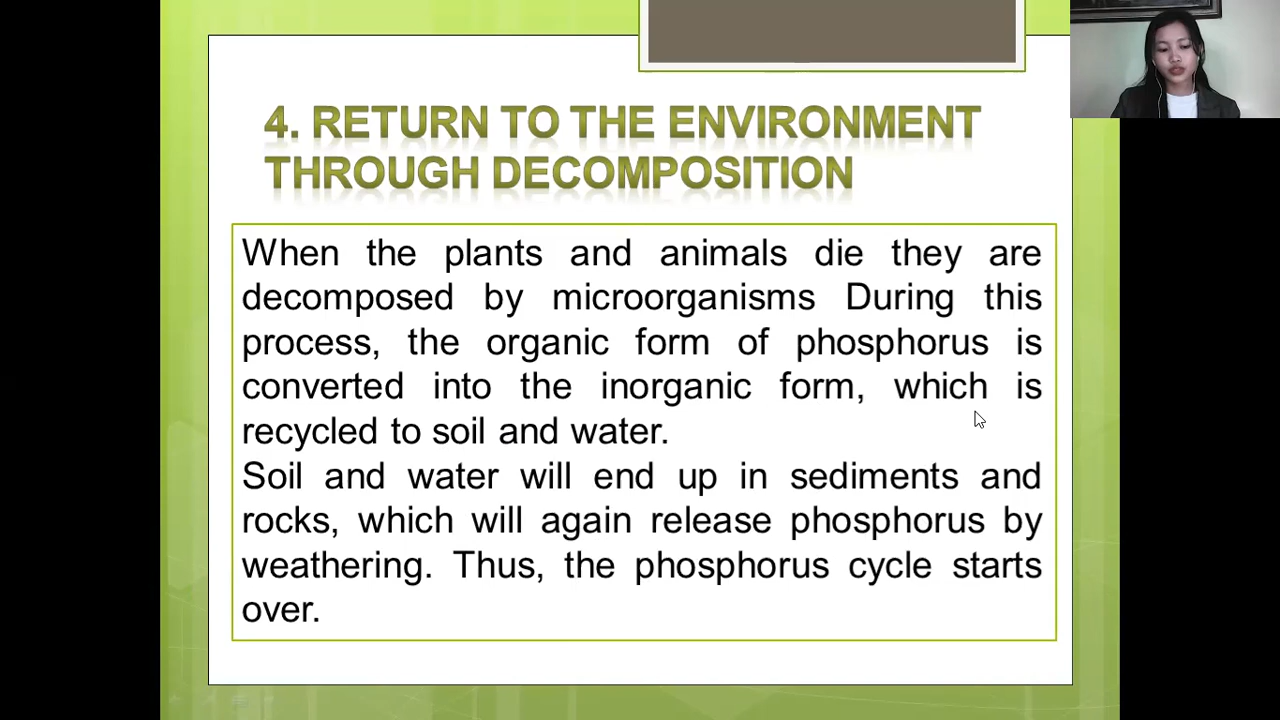 4. RETURN TO THE ENVIRONMENT
THROUGH DECOMPOSITION
When the plants and animals die they are
decomposed by microorganisms During this
process, the organic form of phosphorus is
converted into the inorganic form, which is
recycled to soil and water.
Soil and water will end up in sediments and
rocks, which will again release phosphorus by
weathering. Thus, the phosphorus cycle starts
over.